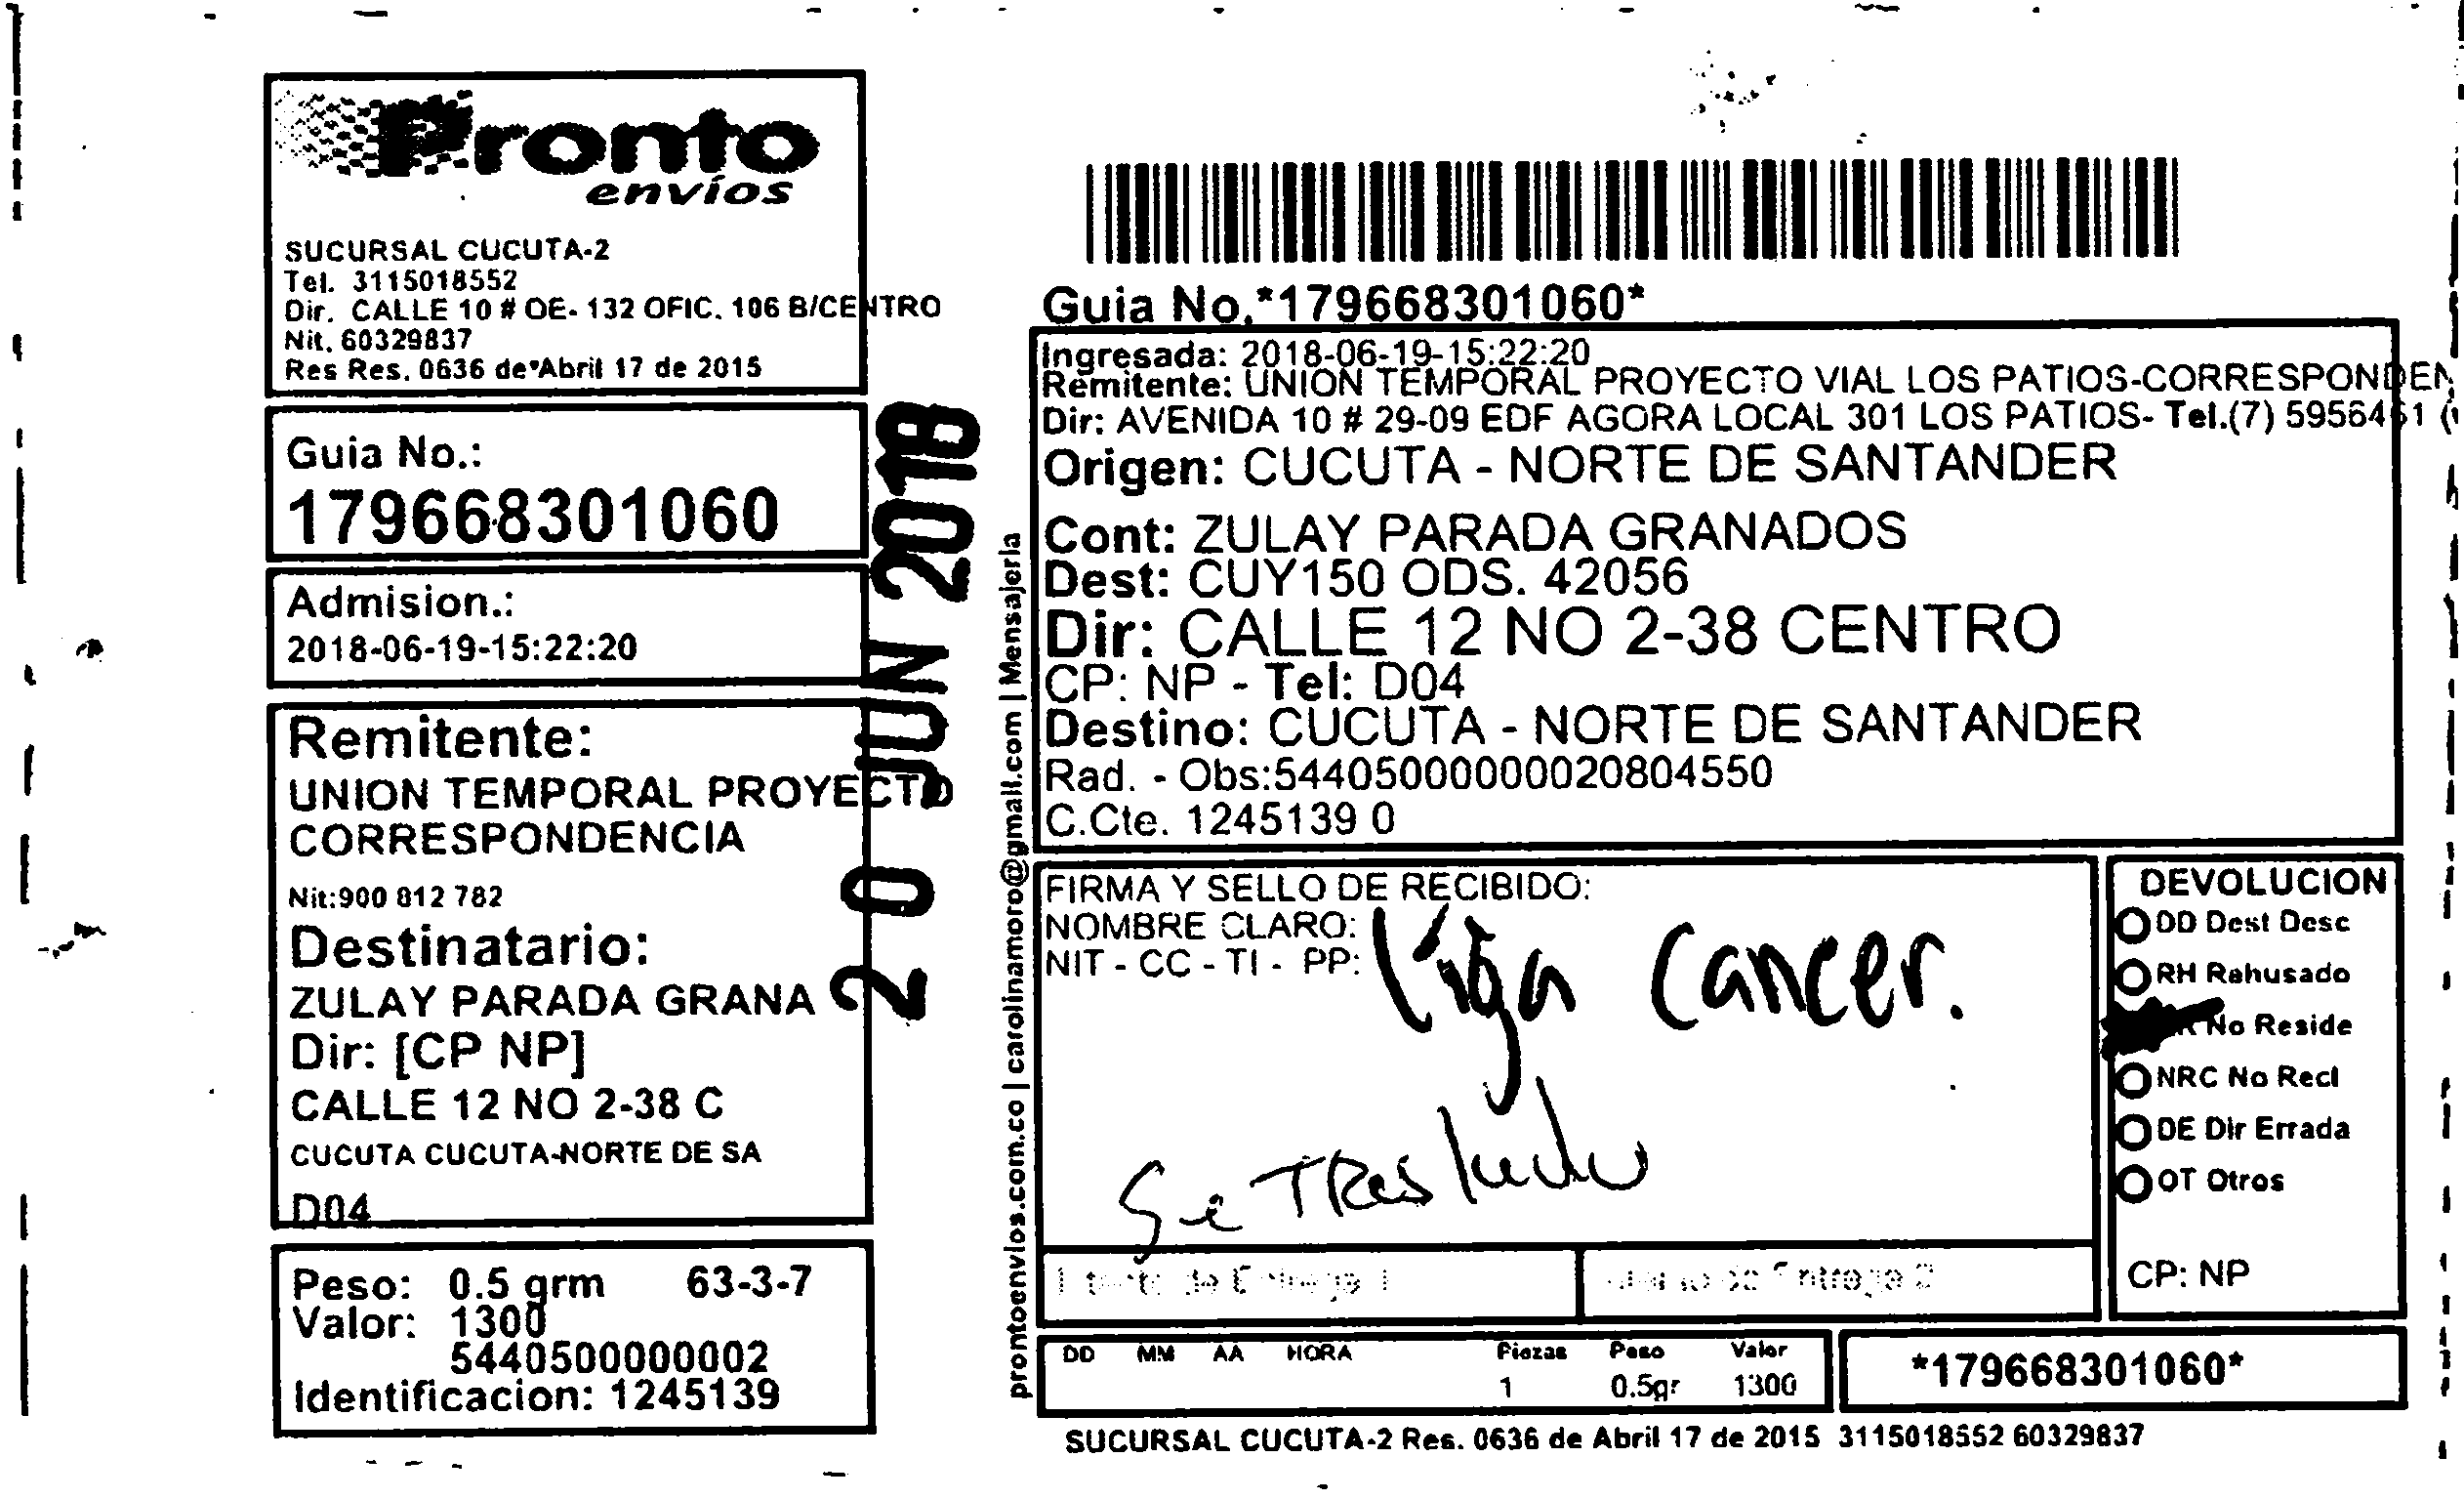 Pronto
envíos
SUCURSAL CUCUTA-2
Tel. 3115018552
Dir. CALLE 10 # OE- 132 OFIC. 106 B/CENTRO
Nit. 60329837
Res Res. 0636 de Abril 17 de 2015
Guia No.:
179668301060
Admision.:
2018-06-19-15:22:20
Remitente:
UNION TEMPORAL PROYECTO
CORRESPONDENCIA
Nit:900 812 782
Destinatario:
ZULAY PARADA GRANA
Dir: [CP NP]
CALLE 12 NO 2-38 C
CUCUTA CUCUTA-NORTE DE SA
D04
Peso: 0.5 grm 63-3-7
Valor: 1300
5440500000002
Identificacion: 1245139
20 JUN 2018
prontoenvios.com.co | carolinamoro@gmail.com | Mensajeria
Guia No.*179668301060*
Ingresada: 2018-06-19-15:22:20
Remitente: UNION TEMPORAL PROYECTO VIAL LOS PATIOS-CORRESPONDEN
Dir: AVENIDA 10 # 29-09 EDF AGORA LOCAL 301 LOS PATIOS- Tel.(7) 5956461 (
Origen: CUCUTA - NORTE DE SANTANDER
Cont: ZULAY PARADA GRANADOS
Dest: CUY150 ODS. 42056
Dir: CALLE 12 NO 2-38 CENTRO
CP: NP - Tel: D04
Destino: CUCUTA - NORTE DE SANTANDER
Rad. - Obs:544050000000020804550
C.Cte. 1245139 0
FIRMA Y SELLO DE RECIBIDO:
NOMBRE CLARO:
NIT - CC - TI - PP:
liga cancer.
Se TRasladu
DEVOLUCION
DD Dest Desc
RH Rehusado
No Reside
NRC No Recl
DE Dir Errada
OT Otros
CP: NP
DD MM AA HORA Piezas Peso Valor
1 0.5gr 1300
*179668301060*
SUCURSAL CUCUTA-2 Res. 0636 de Abril 17 de 2015 3115018552 60329837